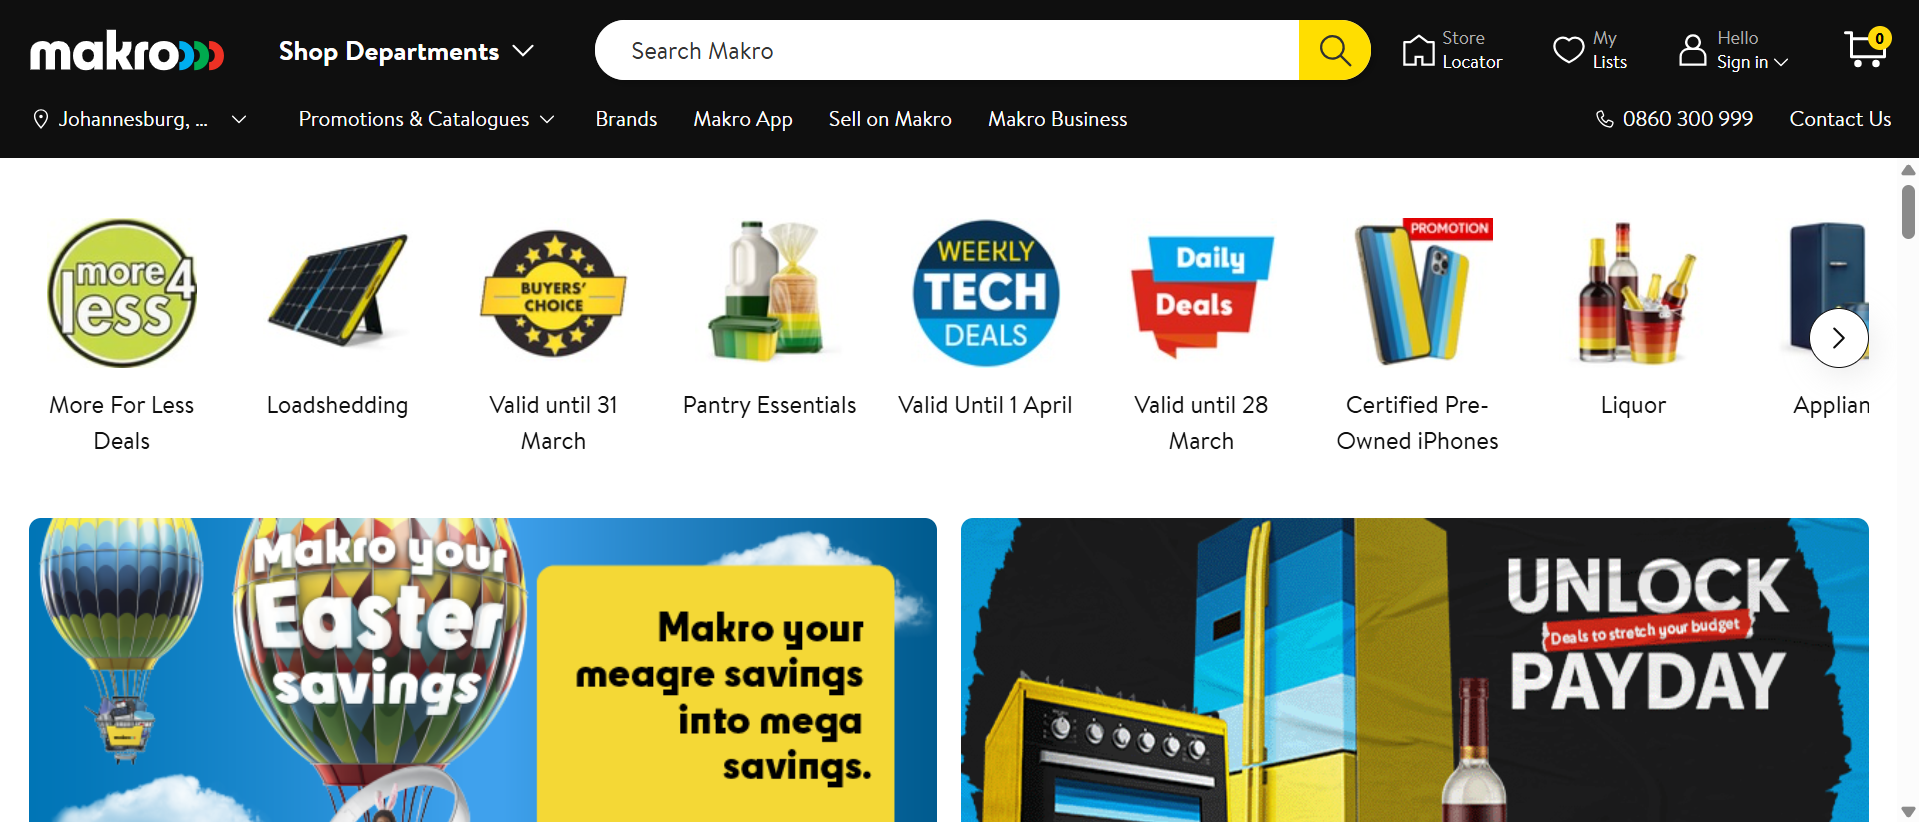 makro
Shop Departments
Search Makro
Store
Locator
My
Lists
Hello
Sign in
0
Johannesburg, ...
Promotions & Catalogues
Brands
Makro App
Sell on Makro
Makro Business
0860 300 999
Contact Us
more4
less
More For Less
Deals
Loadshedding
BUYERS'
CHOICE
Valid until 31
March
Pantry Essentials
WEEKLY
TECH
DEALS
Valid Until 1 April
Daily
Deals
Valid until 28
March
PROMOTION
Certified Pre-
Owned iPhones
Liquor
Applian
Makro your
Easter
savings
Makro your
meagre savings
into mega
savings.
UNLOCK
Deals to stretch your budget
PAYDAY